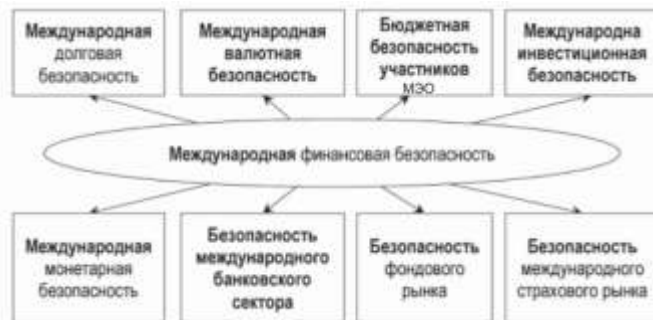 Международная
долговая
безопасность
Международная
валютная
безопасность
Бюджетная
безопасность
участников
МЭО
Международна
инвестиционная
безопасность
Международная финансовая безопасность
Международная
монетарная
безопасность
Безопасность
международного
банковского
сектора
Безопасность
фондового
рынка
Безопасность
международного
страхового рынка